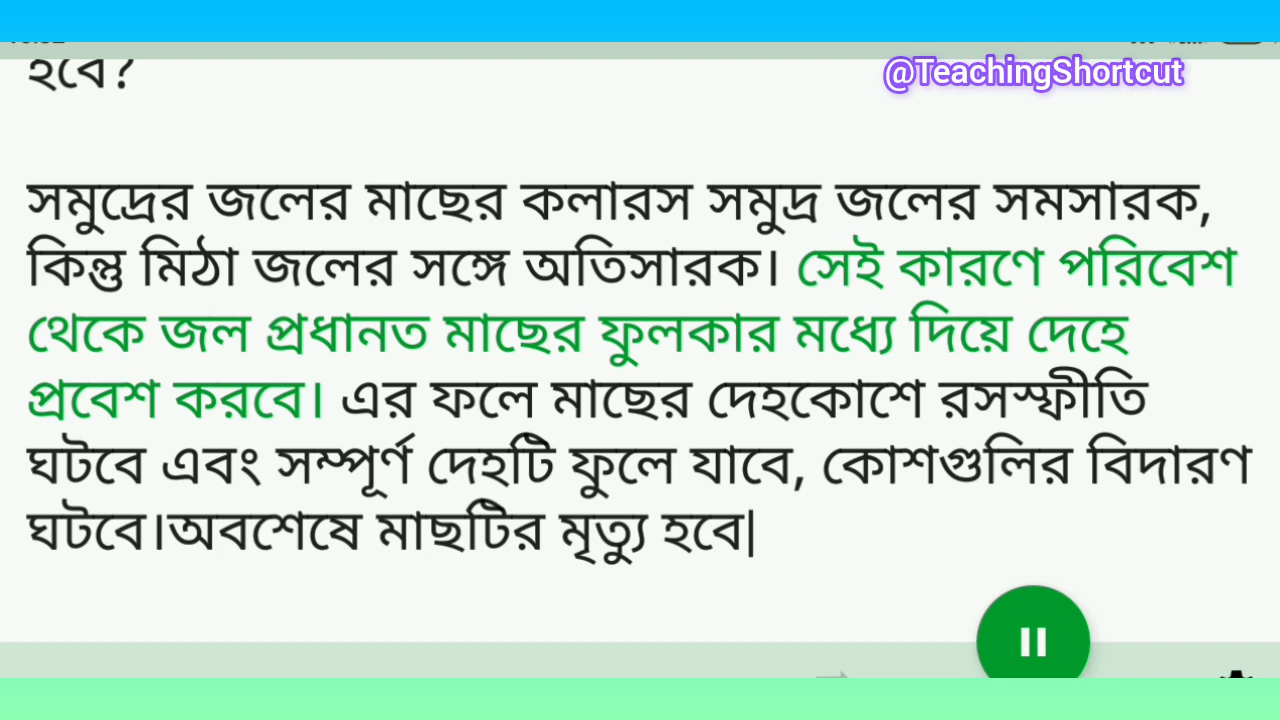 হবে?
@TeachingShortcut
সমুদ্রের জলের মাছের কলারস সমুদ্র জলের সমসারক,
কিন্তু মিঠা জলের সঙ্গে অতিসারক। সেই কারণে পরিবেশ
থেকে জল প্রধানত মাছের ফুলকার মধ্যে দিয়ে দেহে
প্রবেশ করবে। এর ফলে মাছের দেহকোশে রসস্ফীতি
ঘটবে এবং সম্পূর্ণ দেহটি ফুলে যাবে, কোশগুলির বিদারণ
ঘটবে।অবশেষে মাছটির মৃত্যু হবে|